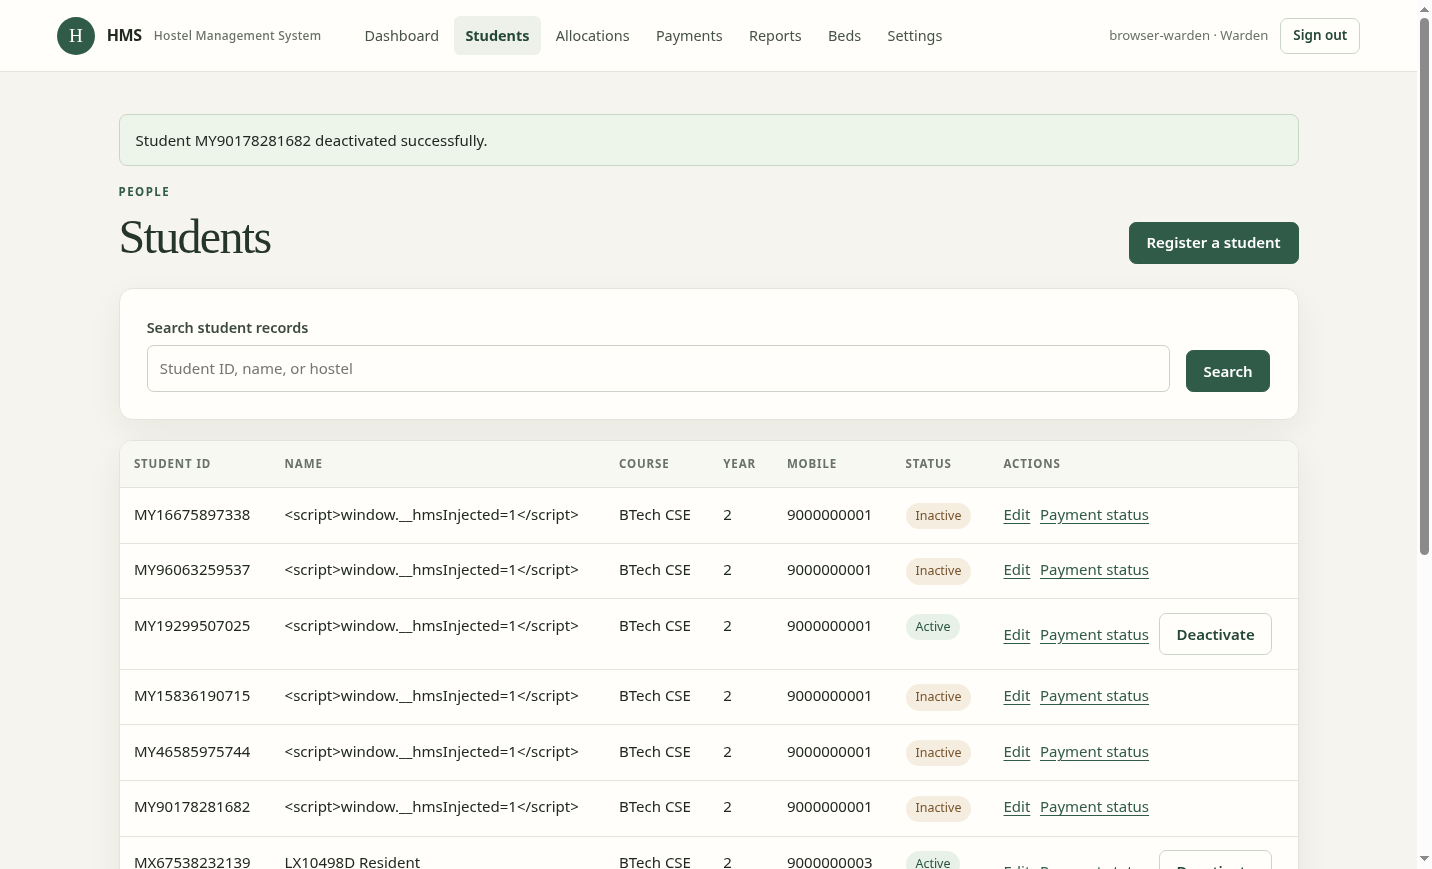 H HMS Hostel Management System Dashboard Students Allocations Payments Reports Beds Settings browser-warden · Warden Sign out
Student MY90178281682 deactivated successfully.
PEOPLE
Students
Register a student
Search student records
Student ID, name, or hostel Search
STUDENT ID NAME COURSE YEAR MOBILE STATUS ACTIONS
MY16675897338 <script>window.__hmsInjected=1</script> BTech CSE 2 9000000001 Inactive Edit Payment status
MY96063259537 <script>window.__hmsInjected=1</script> BTech CSE 2 9000000001 Inactive Edit Payment status
MY19299507025 <script>window.__hmsInjected=1</script> BTech CSE 2 9000000001 Active Edit Payment status Deactivate
MY15836190715 <script>window.__hmsInjected=1</script> BTech CSE 2 9000000001 Inactive Edit Payment status
MY46585975744 <script>window.__hmsInjected=1</script> BTech CSE 2 9000000001 Inactive Edit Payment status
MY90178281682 <script>window.__hmsInjected=1</script> BTech CSE 2 9000000001 Inactive Edit Payment status
MX67538232139 LX10498D Resident BTech CSE 2 9000000003 Active